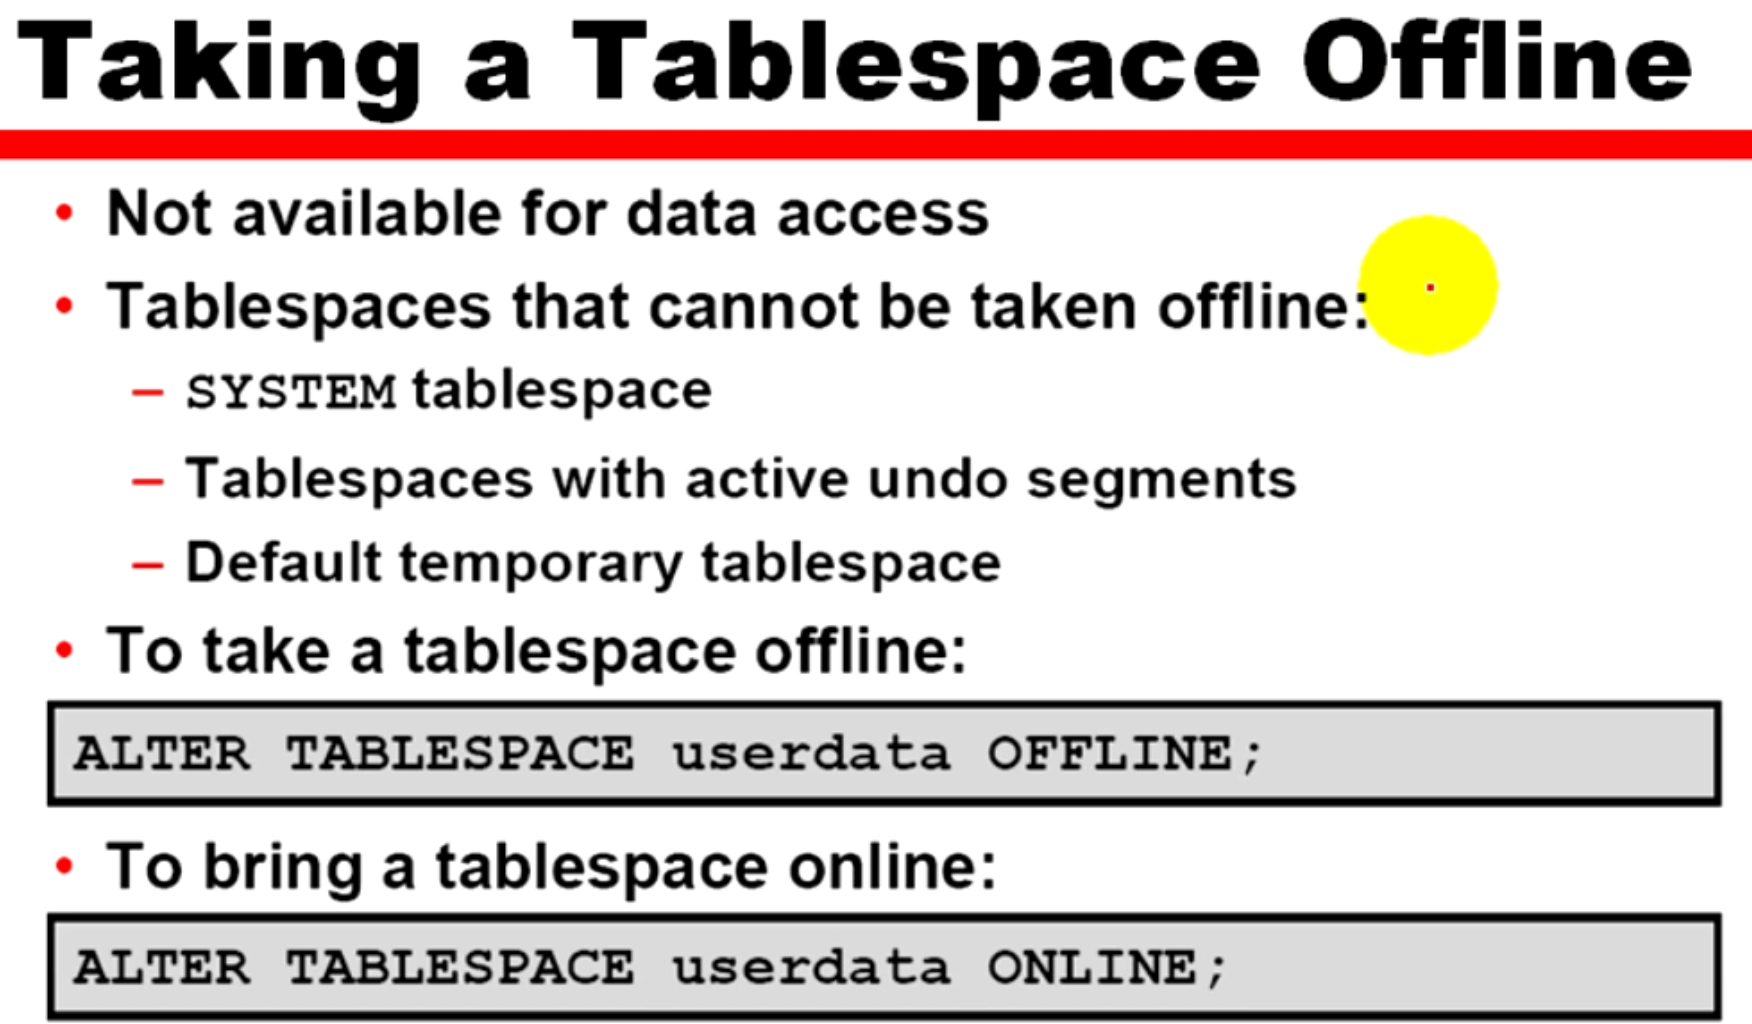 Taking a Tablespace Offline
• Not available for data access
• Tablespaces that cannot be taken offline:
– SYSTEM tablespace
– Tablespaces with active undo segments
– Default temporary tablespace
• To take a tablespace offline:
ALTER TABLESPACE userdata OFFLINE;
• To bring a tablespace online:
ALTER TABLESPACE userdata ONLINE;